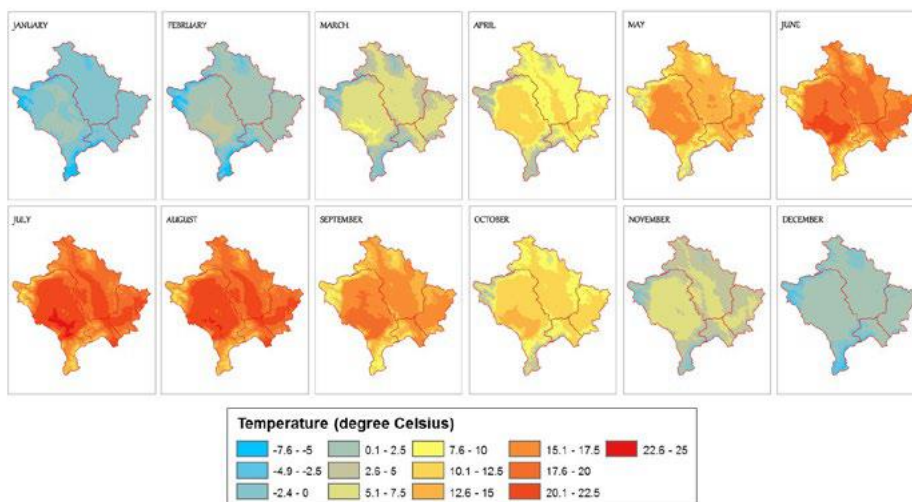 JANUARY
FEBRUARY
MARCH
APRIL
MAY
JUNE
JULY
AUGUST
SEPTEMBER
OCTOBER
NOVEMBER
DECEMBER
Temperature (degree Celsius)
-7.6 - -5
0.1 - 2.5
7.6 - 10
15.1 - 17.5
22.6 - 25
-4.9 - -2.5
2.6 - 5
10.1 - 12.5
17.6 - 20
-2.4 - 0
5.1 - 7.5
12.6 - 15
20.1 - 22.5